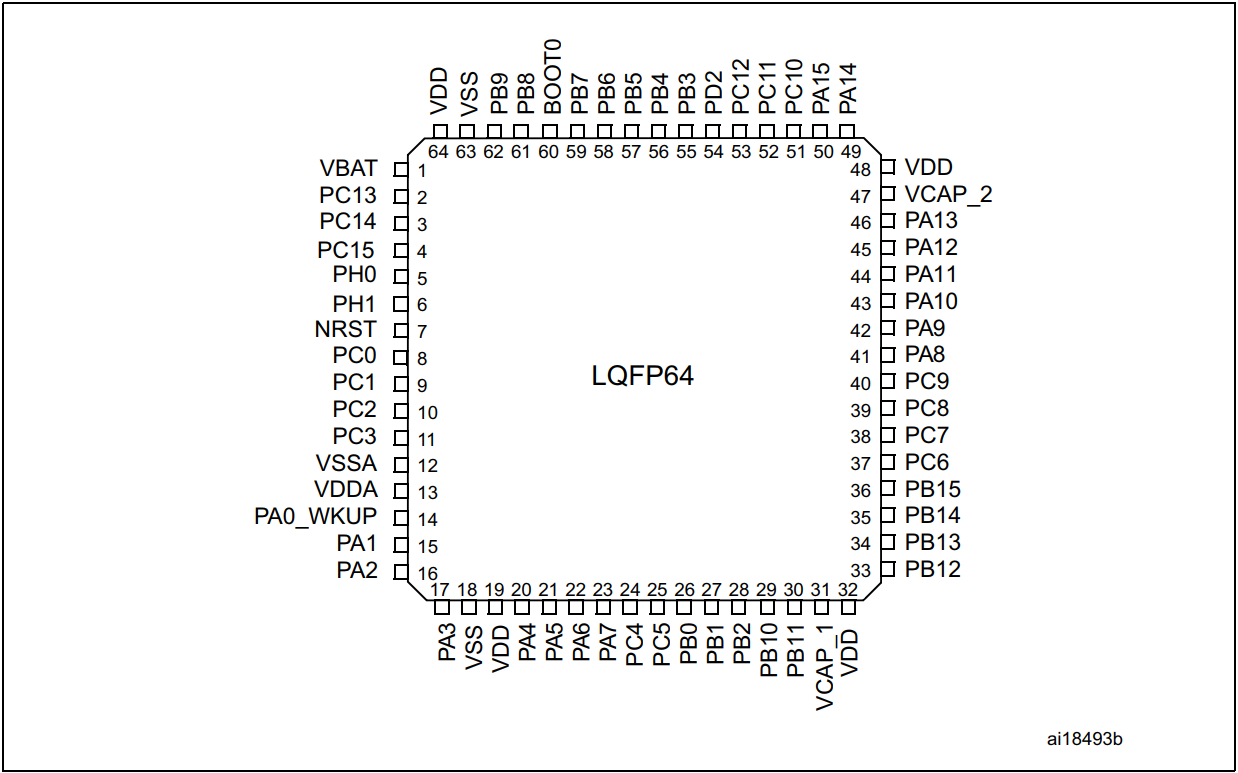 VDD VSS PB9 PB8 BOOT0 PB7 PB6 PB5 PB4 PB3 PD2 PC12 PC11 PC10 PA15 PA14
64 63 62 61 60 59 58 57 56 55 54 53 52 51 50 49
VBAT 1 48 VDD
PC13 2 47 VCAP_2
PC14 3 46 PA13
PC15 4 45 PA12
PH0 5 44 PA11
PH1 6 43 PA10
NRST 7 42 PA9
PC0 8 41 PA8
PC1 9 40 PC9
PC2 10 39 PC8
PC3 11 38 PC7
VSSA 12 37 PC6
VDDA 13 36 PB15
PA0_WKUP 14 35 PB14
PA1 15 34 PB13
PA2 16 33 PB12
LQFP64
17 18 19 20 21 22 23 24 25 26 27 28 29 30 31 32
PA3 VSS VDD PA4 PA5 PA6 PA7 PC4 PC5 PB0 PB1 PB2 PB10 PB11 VCAP_1 VDD
ai18493b